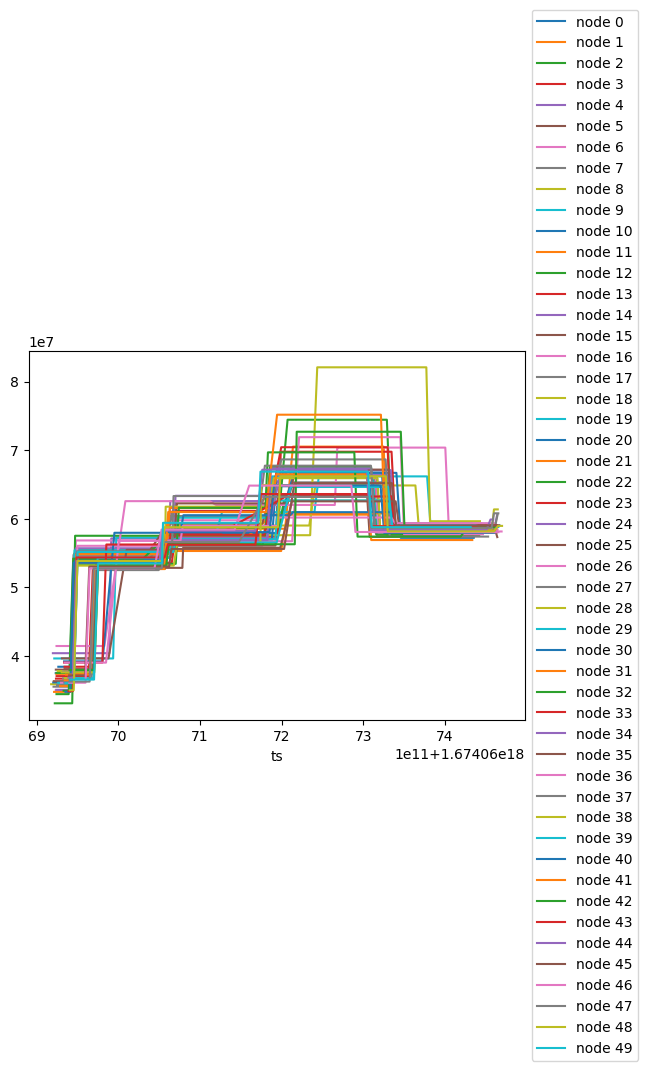 1e7
8
7
6
5
4
69
70
71
72
73
74
ts
1e11+1.67406e18
node 0
node 1
node 2
node 3
node 4
node 5
node 6
node 7
node 8
node 9
node 10
node 11
node 12
node 13
node 14
node 15
node 16
node 17
node 18
node 19
node 20
node 21
node 22
node 23
node 24
node 25
node 26
node 27
node 28
node 29
node 30
node 31
node 32
node 33
node 34
node 35
node 36
node 37
node 38
node 39
node 40
node 41
node 42
node 43
node 44
node 45
node 46
node 47
node 48
node 49